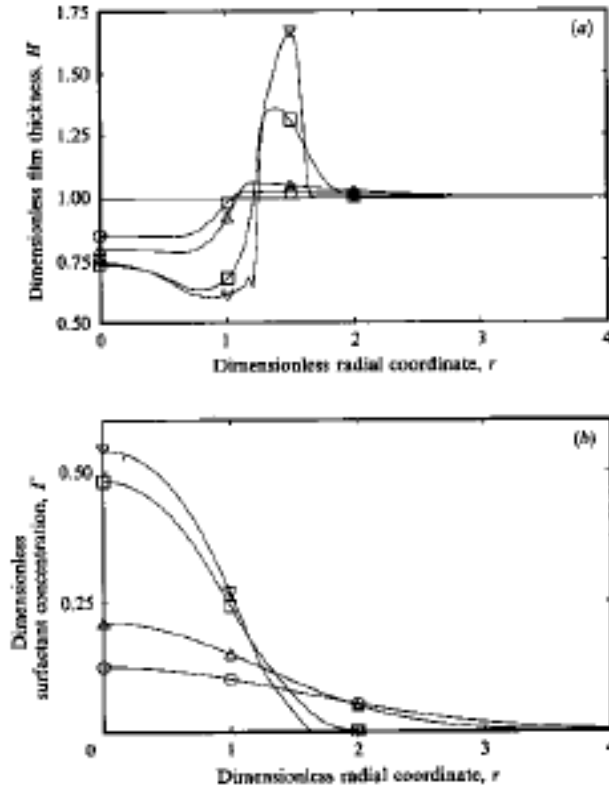 1.75
(a)
1.50
1.25
1.00
0.75
0.50
0
1
2
3
4
Dimensionless film thickness, H
Dimensionless radial coordinate, r
(b)
0.50
0.25
0
1
2
3
4
Dimensionless
surfactant concentration, Γ
Dimensionless radial coordinate, r